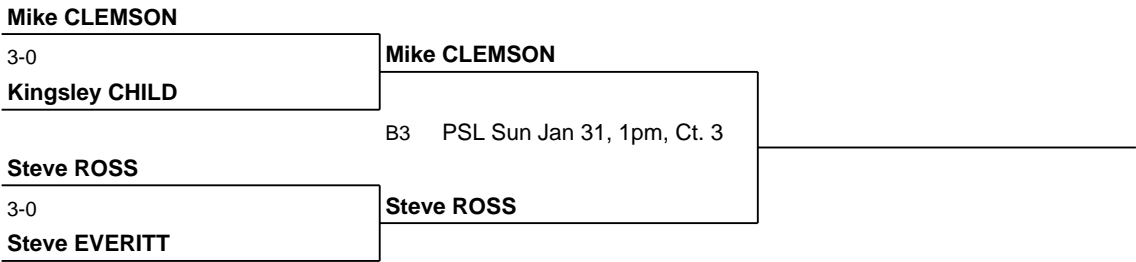 Mike CLEMSON
3-0
Mike CLEMSON
Kingsley CHILD
B3 PSL Sun Jan 31, 1pm, Ct. 3
Steve ROSS
3-0
Steve ROSS
Steve EVERITT